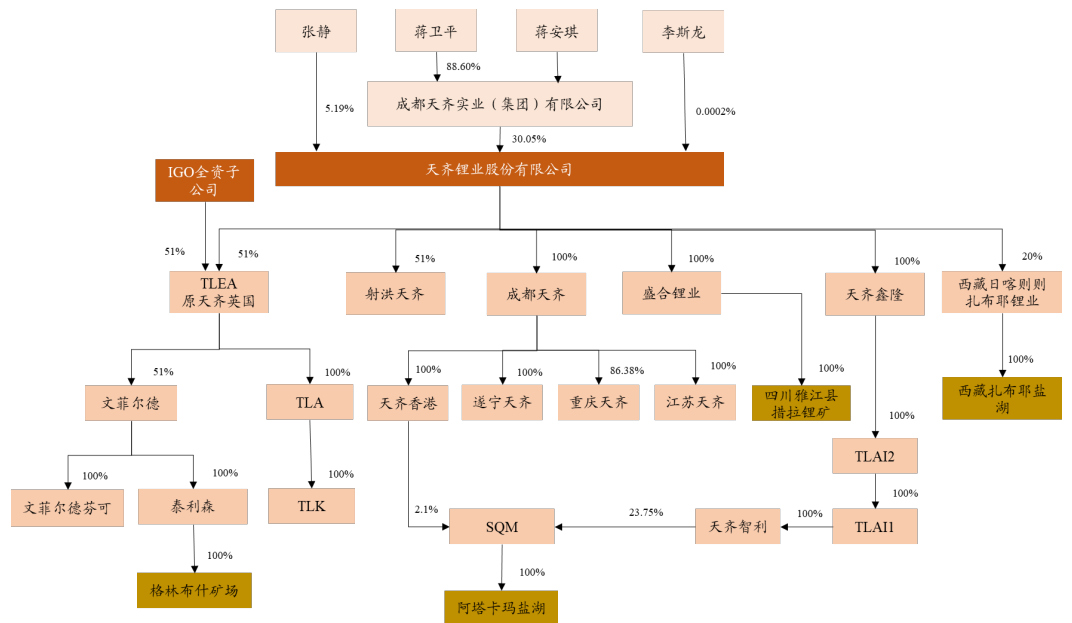 张静
蒋卫平
蒋安琪
李斯龙
88.60%
5.19%
成都天齐实业（集团）有限公司
0.0002%
30.05%
IGO全资子
公司
天齐锂业股份有限公司
51%
51%
51%
100%
100%
100%
20%
TLEA
原天齐英国
射洪天齐
成都天齐
盛合锂业
天齐鑫隆
西藏日喀则则
扎布耶锂业
51%
100%
100%
100%
86.38%
100%
100%
100%
文菲尔德
TLA
天齐香港
遂宁天齐
重庆天齐
江苏天齐
四川雅江县
措拉锂矿
西藏扎布耶盐
湖
100%
TLAI2
100%
100%
100%
100%
文菲尔德芬可
泰利森
TLK
2.1%
SQM
23.75%
天齐智利
100%
TLAI1
100%
100%
格林布什矿场
阿塔卡玛盐湖